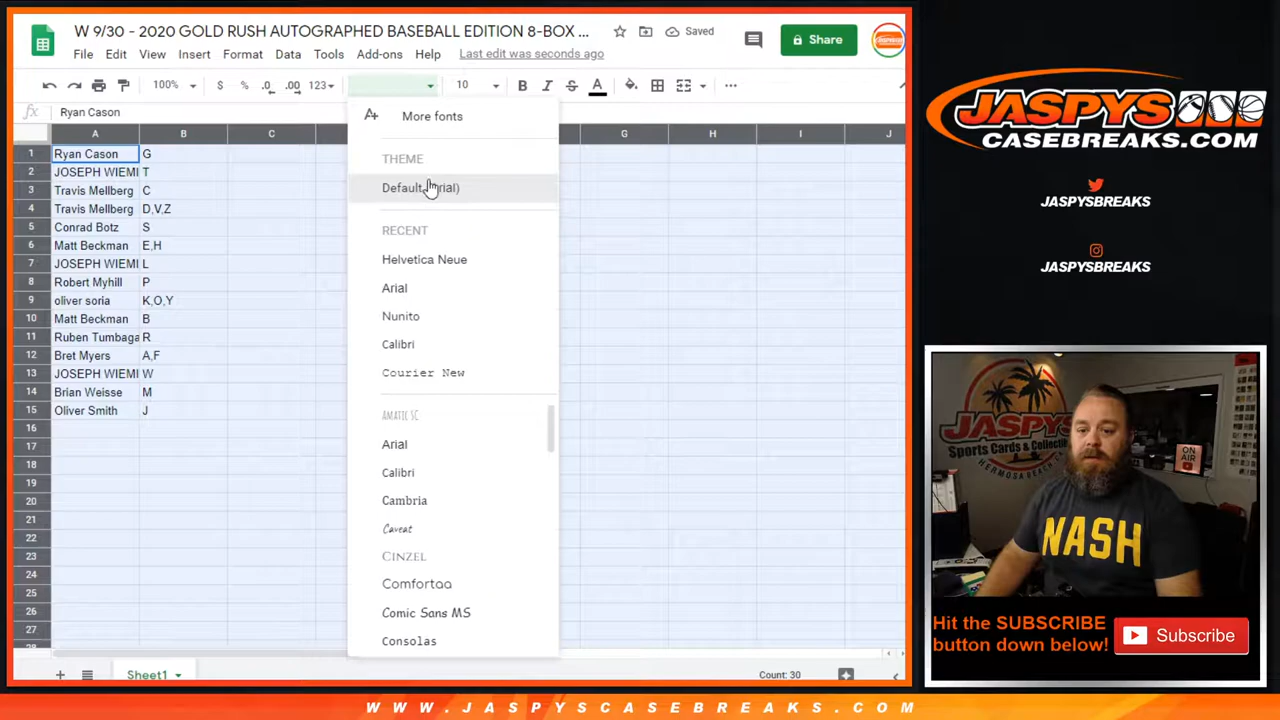 W 9/30 - 2020 GOLD RUSH AUTOGRAPHED BASEBALL EDITION 8-BOX ...
Saved
Share
File Edit View Insert Format Data Tools Add-ons Help Last edit was seconds ago
100% $ % .0 .00 123 10 B I S A ...
fx Ryan Cason
A B C G H I J
1 Ryan Cason G
2 JOSEPH WIEMI T
3 Travis Mellberg C
4 Travis Mellberg D,V,Z
5 Conrad Botz S
6 Matt Beckman E,H
7 JOSEPH WIEMI L
8 Robert Myhill P
9 oliver soria K,O,Y
10 Matt Beckman B
11 Ruben Tumbaga R
12 Bret Myers A,F
13 JOSEPH WIEMI W
14 Brian Weisse M
15 Oliver Smith J
16
17
18
19
20
21
22
23
24
25
26
27
28
More fonts
THEME
Default
RECENT
Helvetica Neue
Arial
Nunito
Calibri
Courier New
AMATIC SC
Arial
Calibri
Cambria
Caveat
CINZEL
Comfortaa
Comic Sans MS
Consolas
+ Sheet1 Count: 30
JASPYS
CASEBREAKS.COM
JASPYSBREAKS
JASPYSBREAKS
JASPYS
Sports Cards & Collectibles
HERMOSA BEACH
ON AIR
NASH
Hit the SUBSCRIBE
button down below!
Subscribe
WWW.JASPYSCASEBREAKS.COM